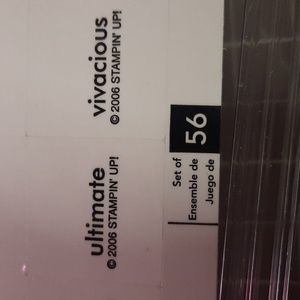 ultimate
© 2006 STAMPIN' UP!
vivacious
© 2006 STAMPIN' UP!
Set of
Ensemble de
Juego de
56